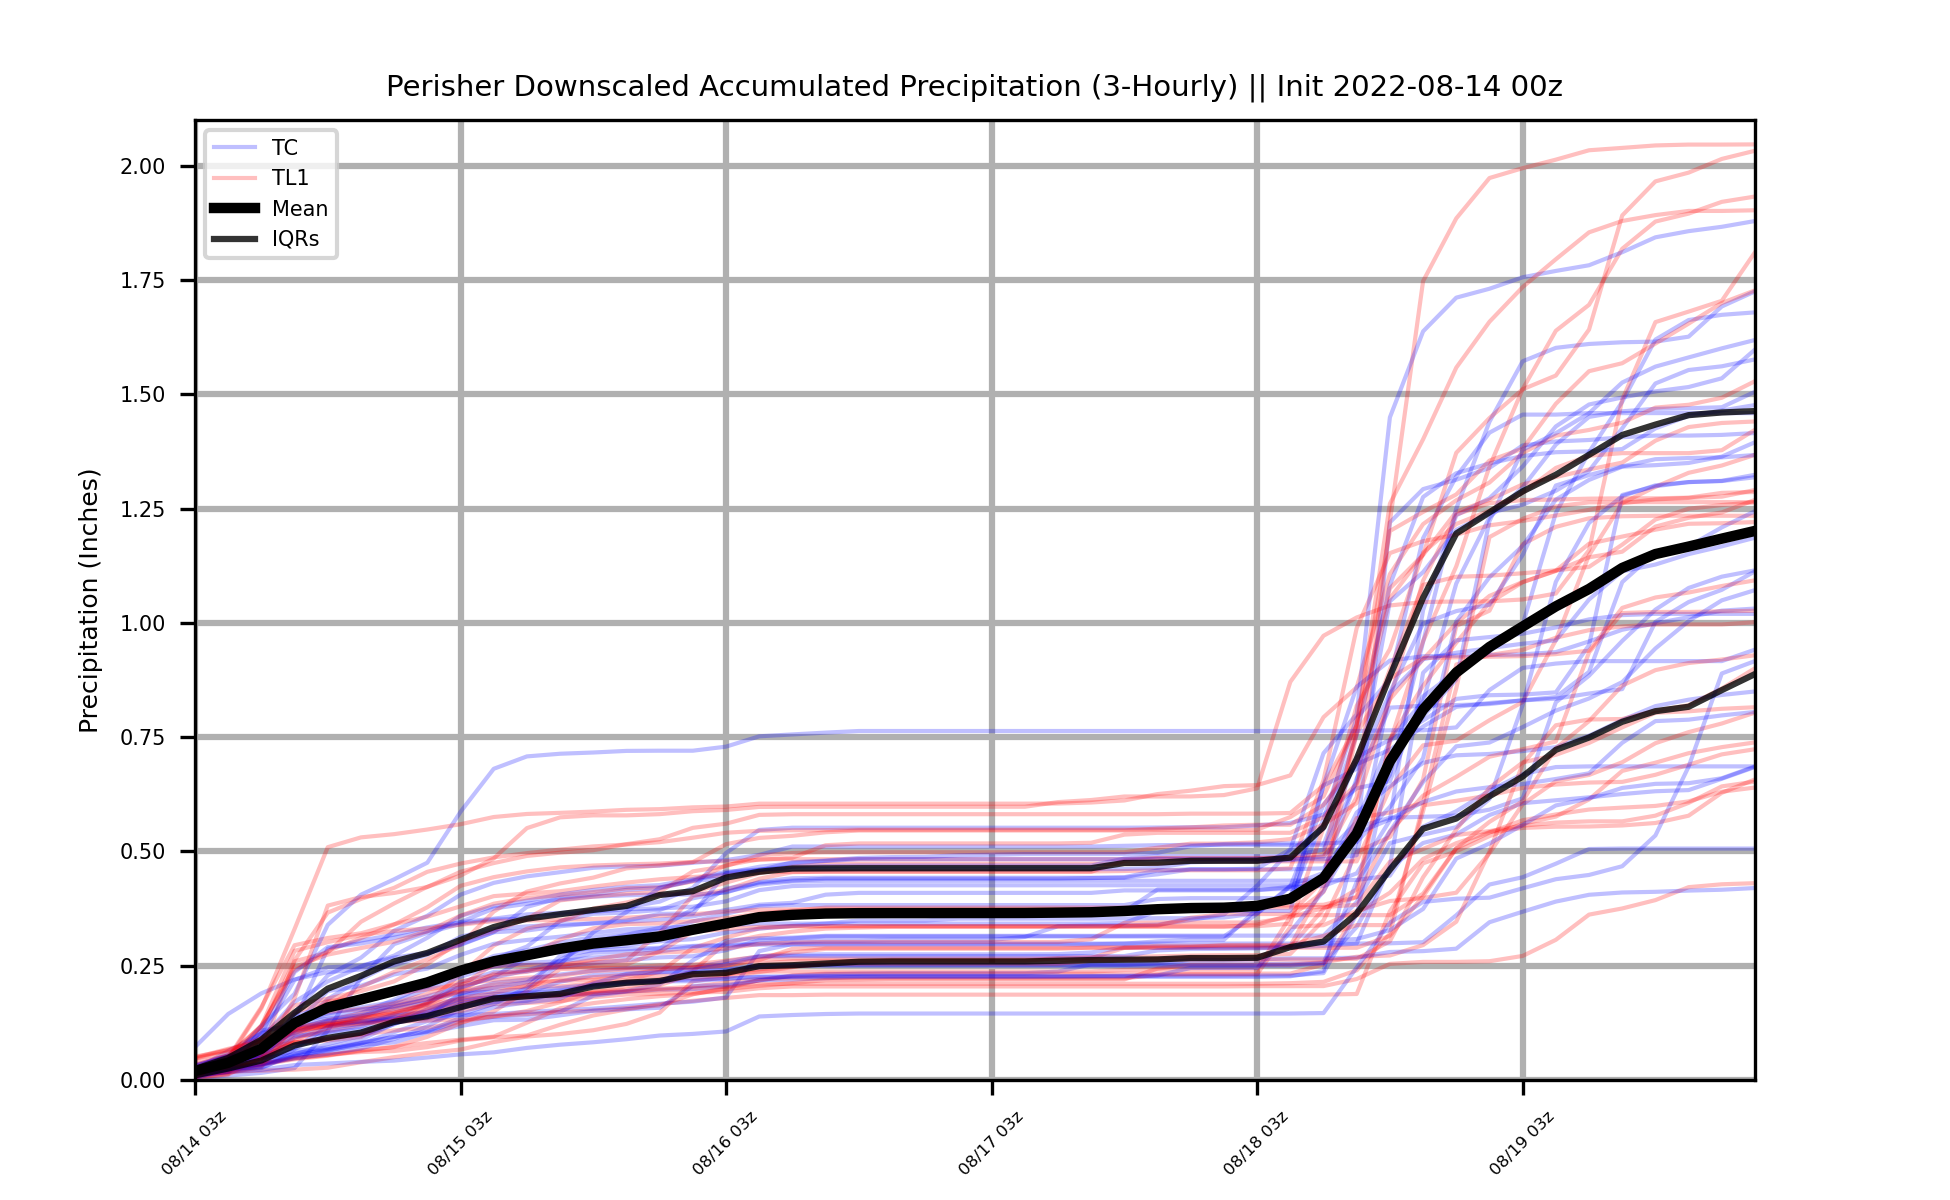 Perisher Downscaled Accumulated Precipitation (3-Hourly) || Init 2022-08-14 00z
TC
TL1
Mean
IQRs
Precipitation (Inches)
2.00
1.75
1.50
1.25
1.00
0.75
0.50
0.25
0.00
08/14 03z
08/15 03z
08/16 03z
08/17 03z
08/18 03z
08/19 03z